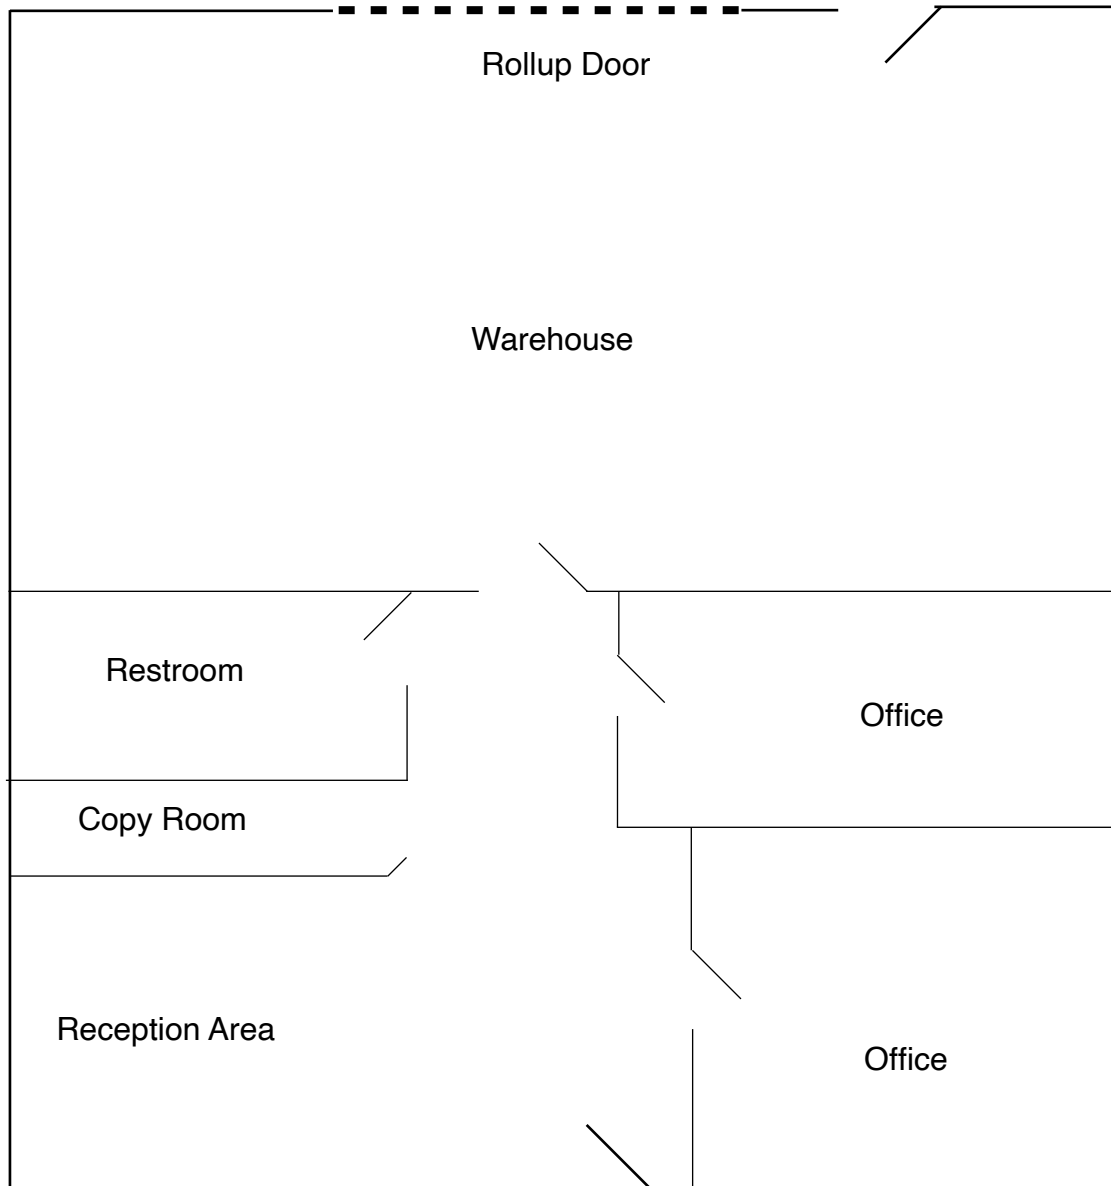 Rollup Door
Warehouse
Restroom
Office
Copy Room
Reception Area
Office